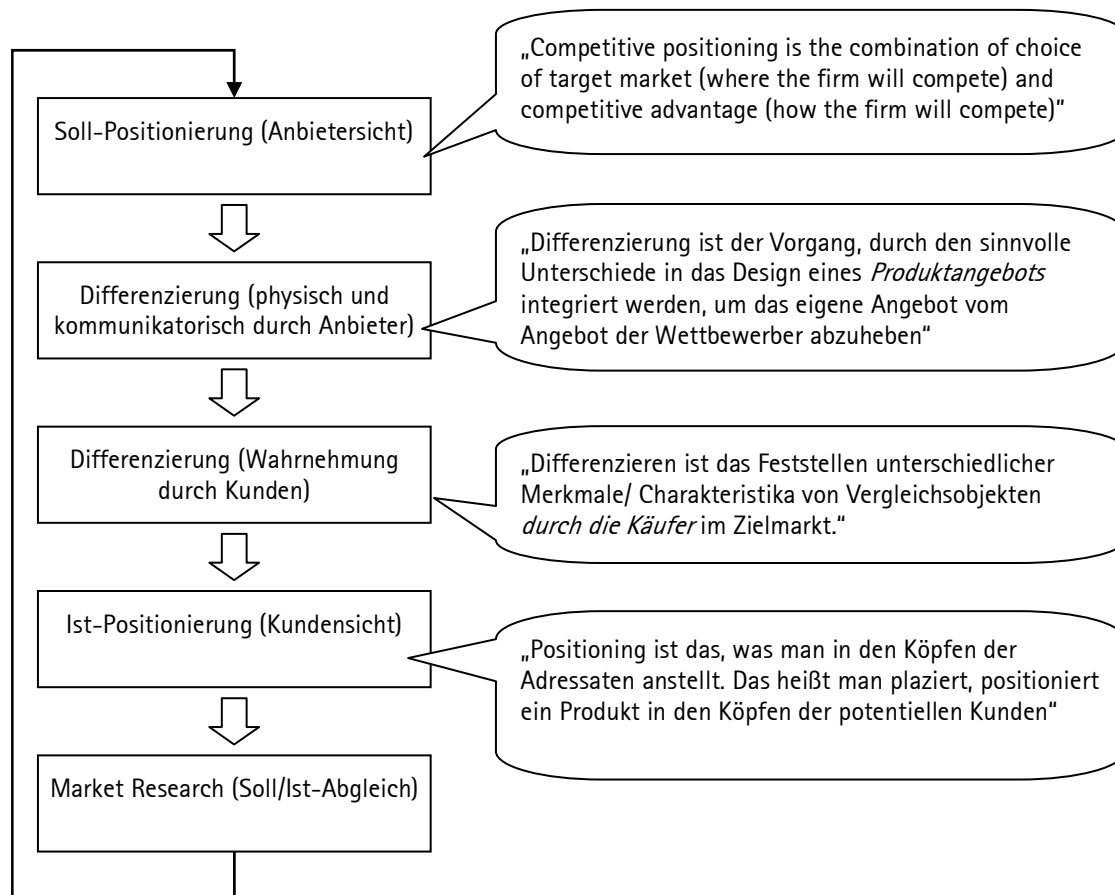 „Competitive positioning is the combination of choice
of target market (where the firm will compete) and
competitive advantage (how the firm will compete)”
Soll-Positionierung (Anbietersicht)
„Differenzierung ist der Vorgang, durch den sinnvolle
Unterschiede in das Design eines Produktangebots
integriert werden, um das eigene Angebot vom
Angebot der Wettbewerber abzuheben“
Differenzierung (physisch und
kommunikatorisch durch Anbieter)
Differenzierung (Wahrnehmung
durch Kunden)
„Differenzieren ist das Feststellen unterschiedlicher
Merkmale/ Charakteristika von Vergleichsobjekten
durch die Käufer im Zielmarkt.“
Ist-Positionierung (Kundensicht)
„Positioning ist das, was man in den Köpfen der
Adressaten anstellt. Das heißt man plaziert, positioniert
ein Produkt in den Köpfen der potentiellen Kunden“
Market Research (Soll/Ist-Abgleich)